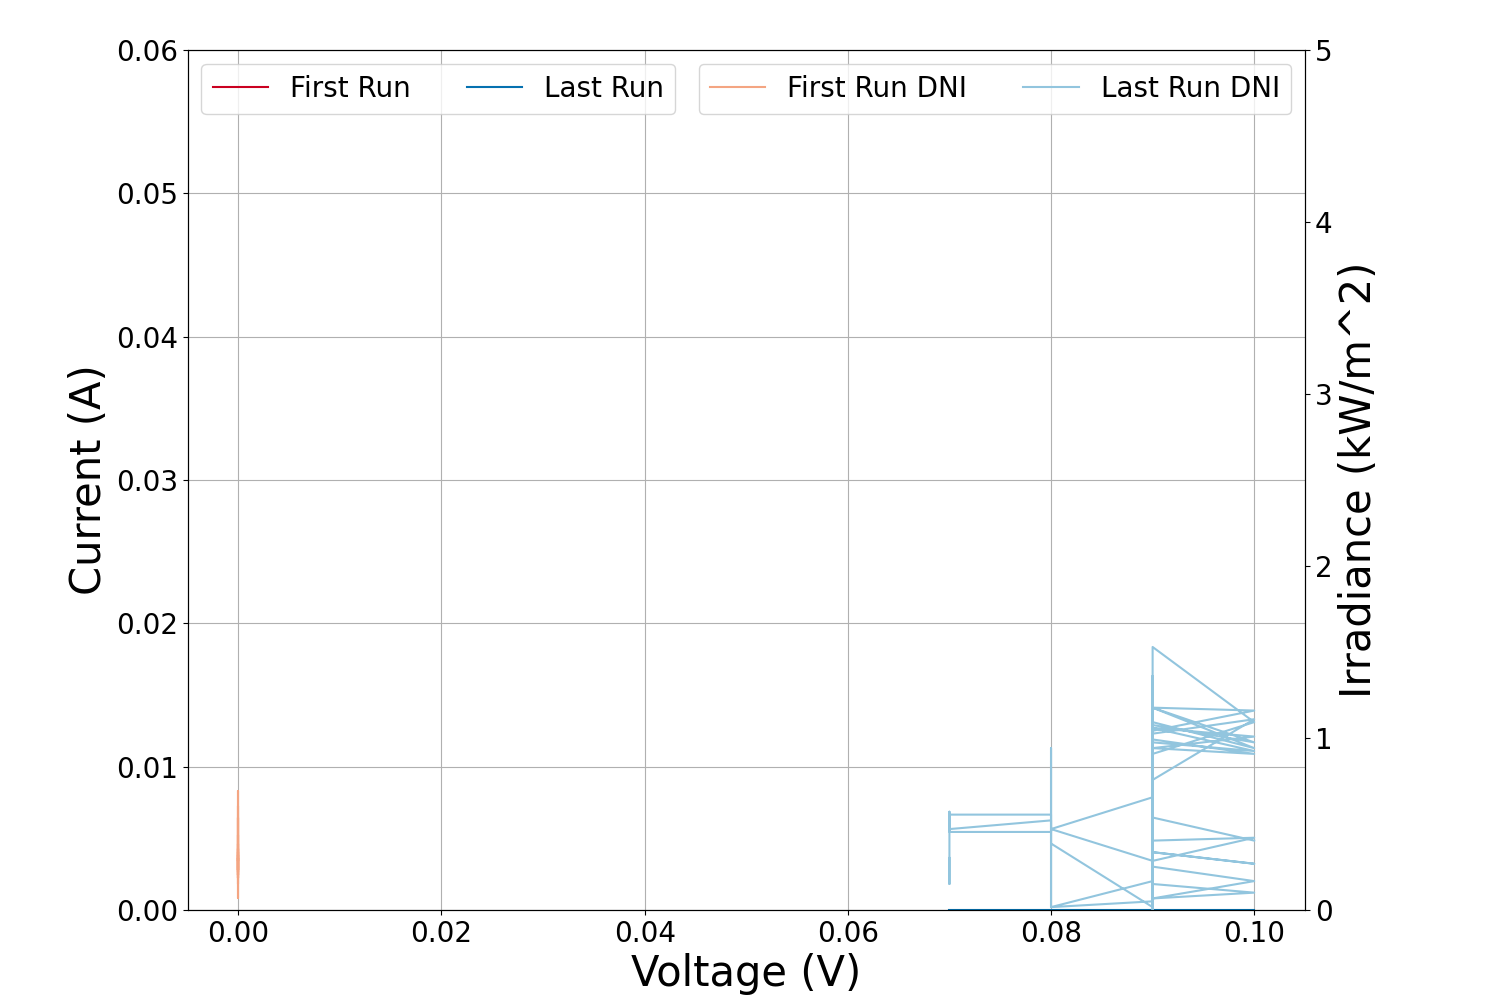 First Run
Last Run
First Run DNI
Last Run DNI
0.06
0.05
0.04
0.03
0.02
0.01
0.00
Current (A)
5
4
3
2
1
0
Irradiance (kW/m^2)
0.00 0.02 0.04 0.06 0.08 0.10
Voltage (V)